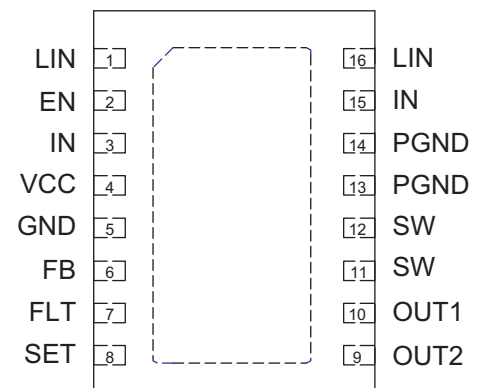 LIN 1 16 LIN
EN 2 15 IN
IN 3 14 PGND
VCC 4 13 PGND
GND 5 12 SW
FB 6 11 SW
FLT 7 10 OUT1
SET 8 9 OUT2